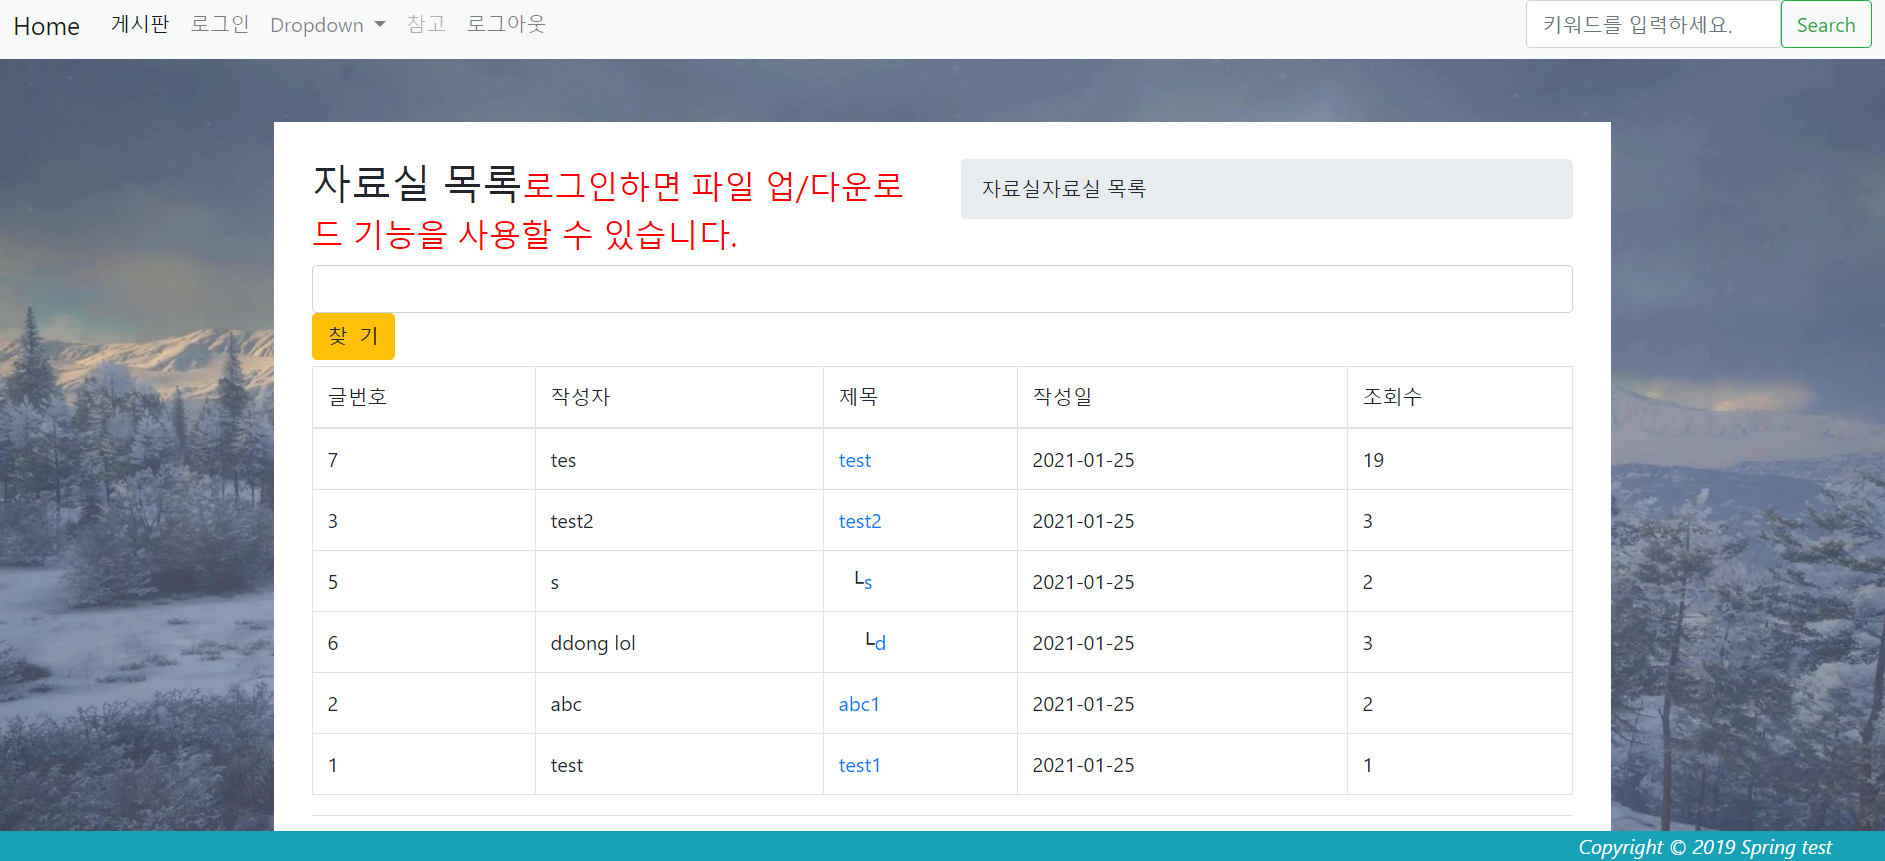 Home 게시판 로그인 Dropdown 참고 로그아웃 키워드를 입력하세요. Search
자료실 목록로그인하면 파일 업/다운로
드 기능을 사용할 수 있습니다.
자료실자료실 목록
찾 기
글번호 작성자 제목 작성일 조회수
7 tes test 2021-01-25 19
3 test2 test2 2021-01-25 3
5 s └s 2021-01-25 2
6 ddong lol └d 2021-01-25 3
2 abc abc1 2021-01-25 2
1 test test1 2021-01-25 1
Copyright © 2019 Spring test